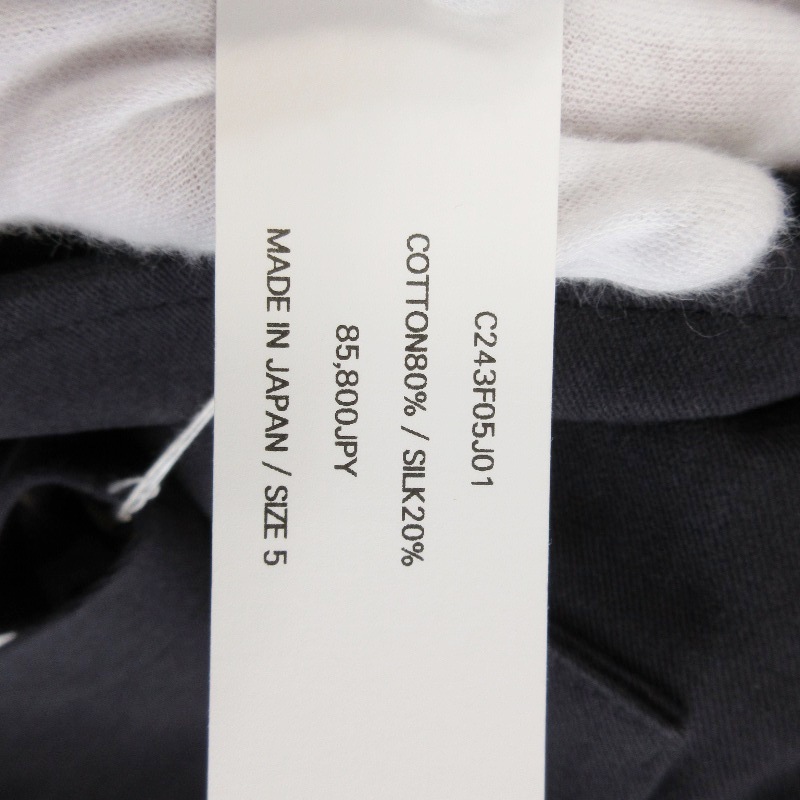 C243F05J01
COTTON80% / SILK20%
85,800JPY
MADE IN JAPAN / SIZE 5